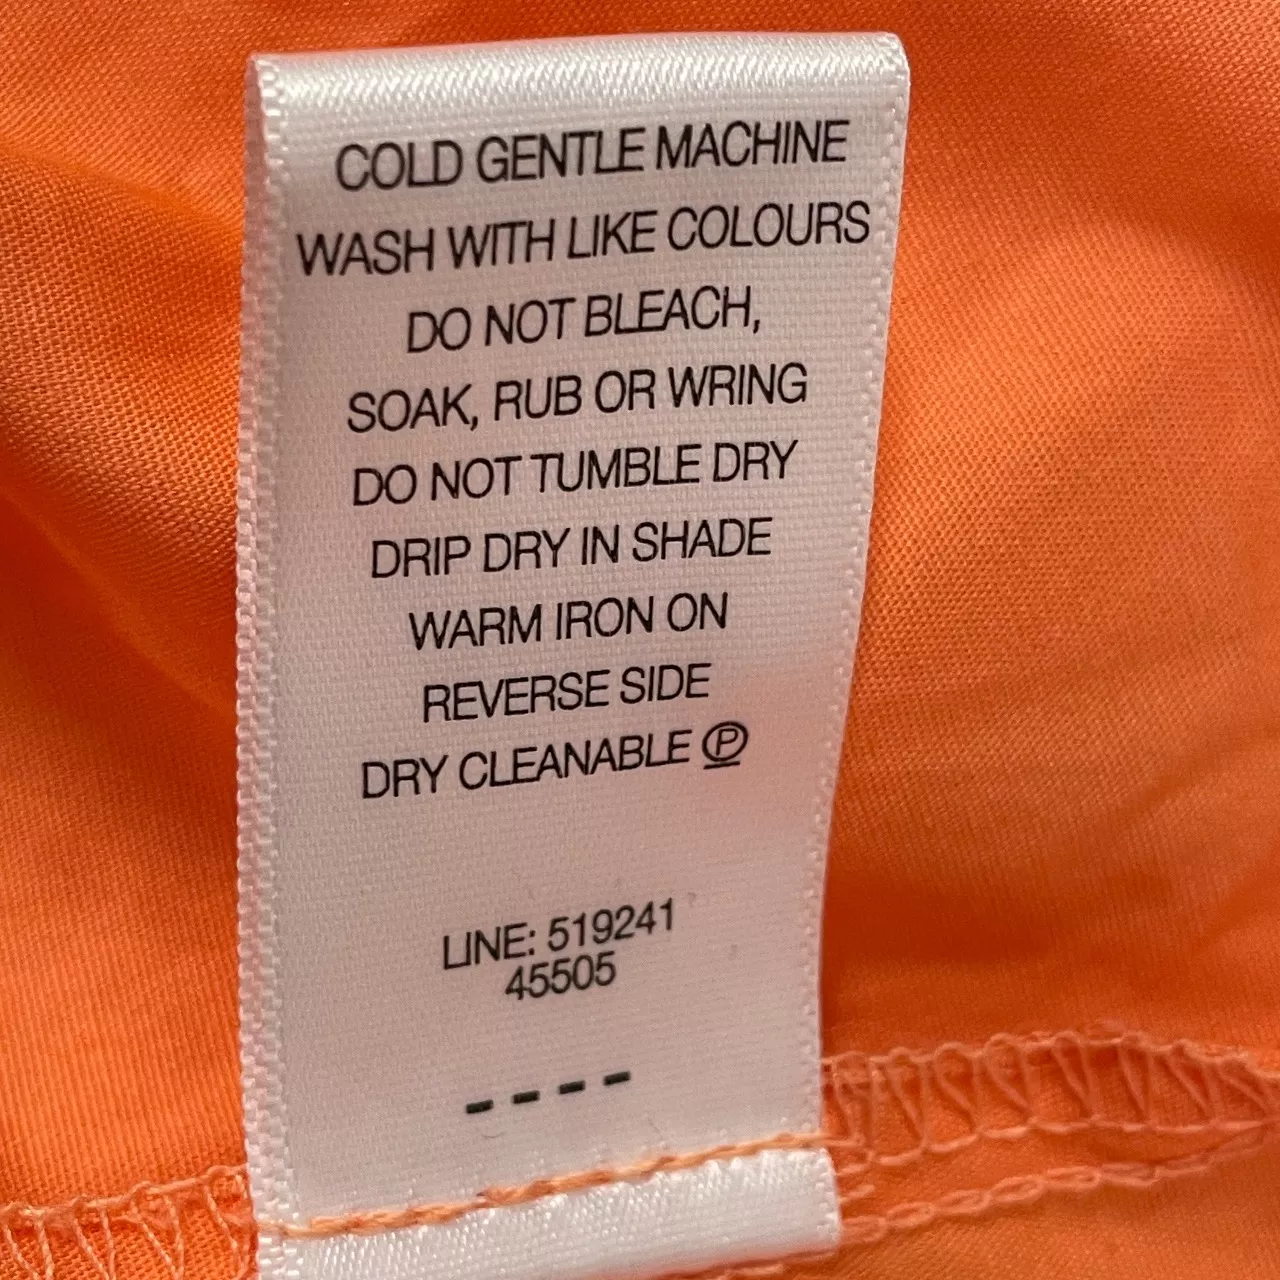 COLD GENTLE MACHINE
WASH WITH LIKE COLOURS
DO NOT BLEACH,
SOAK, RUB OR WRING
DO NOT TUMBLE DRY
DRIP DRY IN SHADE
WARM IRON ON
REVERSE SIDE
DRY CLEANABLE Ⓟ
LINE: 519241
45505
- - - -